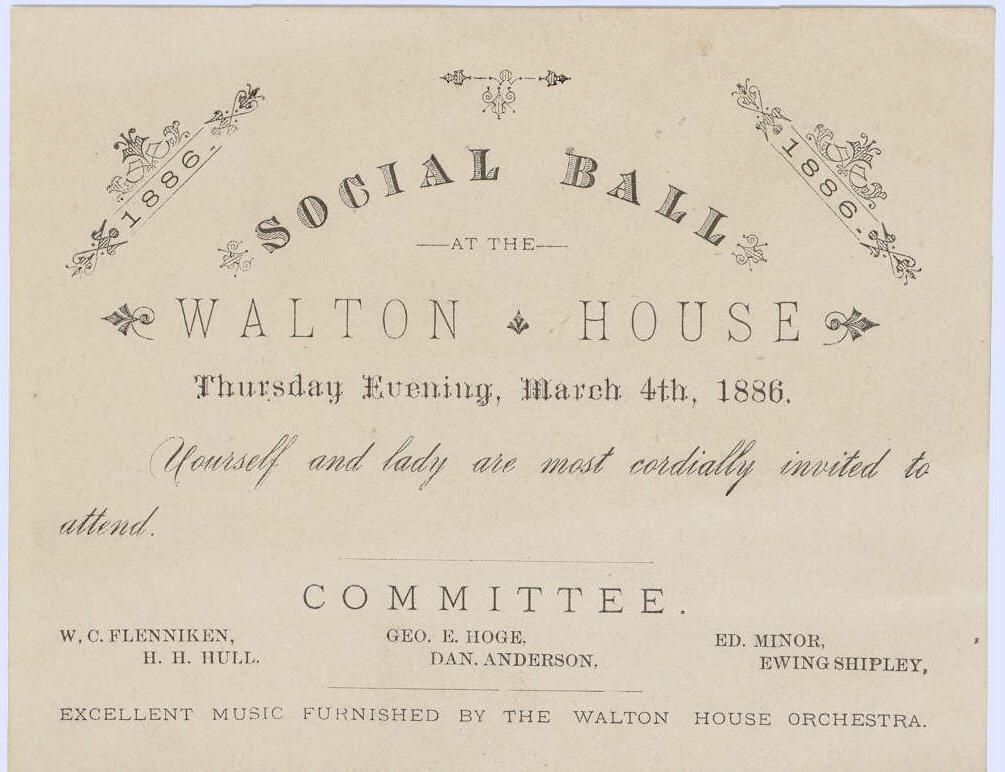 1886.
1886.
SOCIAL BALL
AT THE
WALTON HOUSE
Thursday Evening, March 4th, 1886.
Yourself and lady are most cordially invited to
attend.
COMMITTEE.
W. C. FLENNIKEN, GEO. E. HOGE, ED. MINOR,
H. H. HULL. DAN. ANDERSON, EWING SHIPLEY,
EXCELLENT MUSIC FURNISHED BY THE WALTON HOUSE ORCHESTRA.